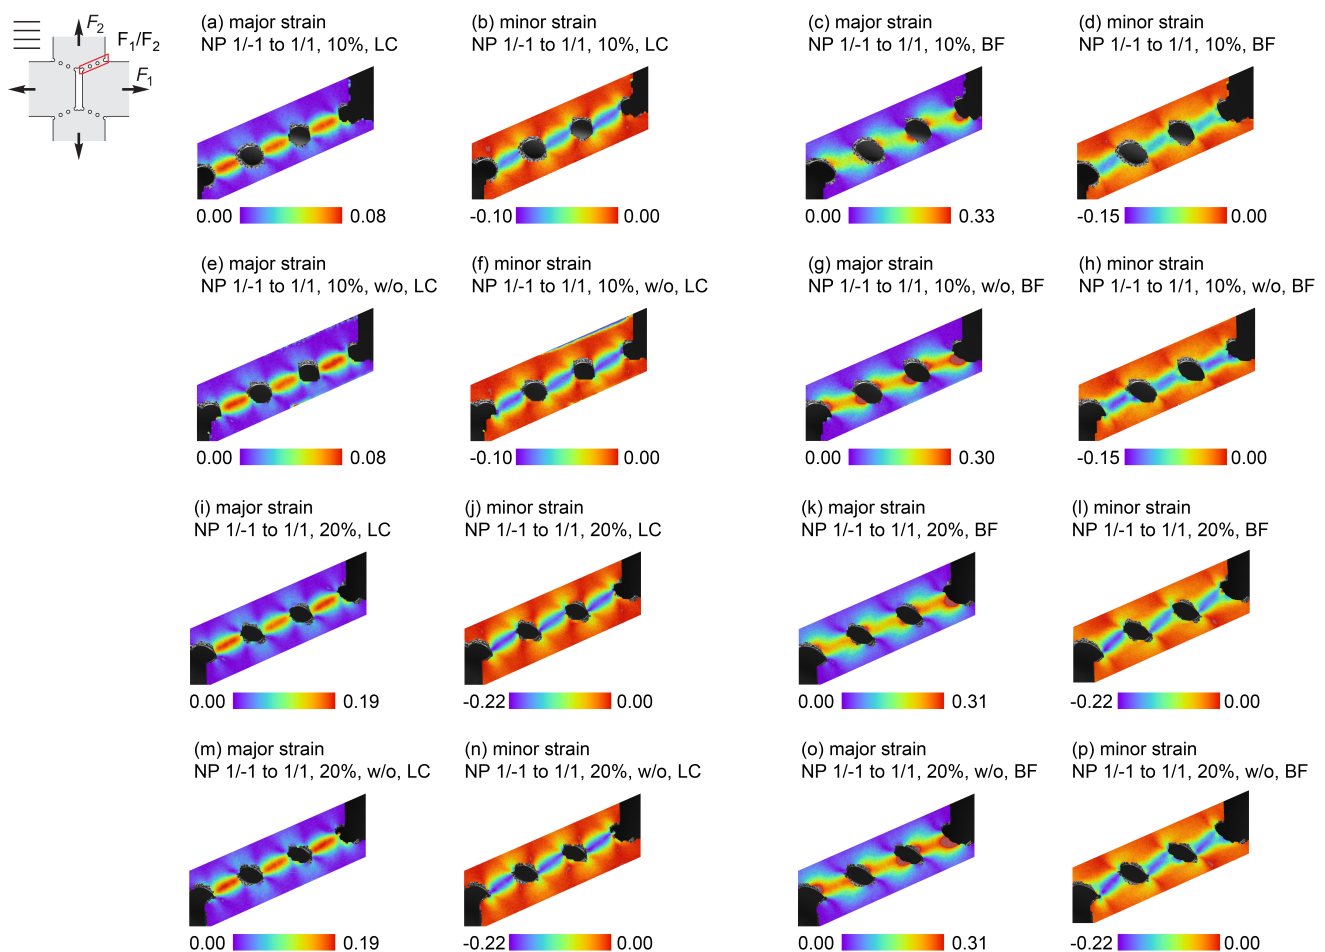 F2
F1/F2
F1
(a) major strain
NP 1/-1 to 1/1, 10%, LC
0.00
0.08
(b) minor strain
NP 1/-1 to 1/1, 10%, LC
-0.10
0.00
(c) major strain
NP 1/-1 to 1/1, 10%, BF
0.00
0.33
(d) minor strain
NP 1/-1 to 1/1, 10%, BF
-0.15
0.00
(e) major strain
NP 1/-1 to 1/1, 10%, w/o, LC
0.00
0.08
(f) minor strain
NP 1/-1 to 1/1, 10%, w/o, LC
-0.10
0.00
(g) major strain
NP 1/-1 to 1/1, 10%, w/o, BF
0.00
0.30
(h) minor strain
NP 1/-1 to 1/1, 10%, w/o, BF
-0.15
0.00
(i) major strain
NP 1/-1 to 1/1, 20%, LC
0.00
0.19
(j) minor strain
NP 1/-1 to 1/1, 20%, LC
-0.22
0.00
(k) major strain
NP 1/-1 to 1/1, 20%, BF
0.00
0.31
(l) minor strain
NP 1/-1 to 1/1, 20%, BF
-0.22
0.00
(m) major strain
NP 1/-1 to 1/1, 20%, w/o, LC
0.00
0.19
(n) minor strain
NP 1/-1 to 1/1, 20%, w/o, LC
-0.22
0.00
(o) major strain
NP 1/-1 to 1/1, 20%, w/o, BF
0.00
0.31
(p) minor strain
NP 1/-1 to 1/1, 20%, w/o, BF
-0.22
0.00